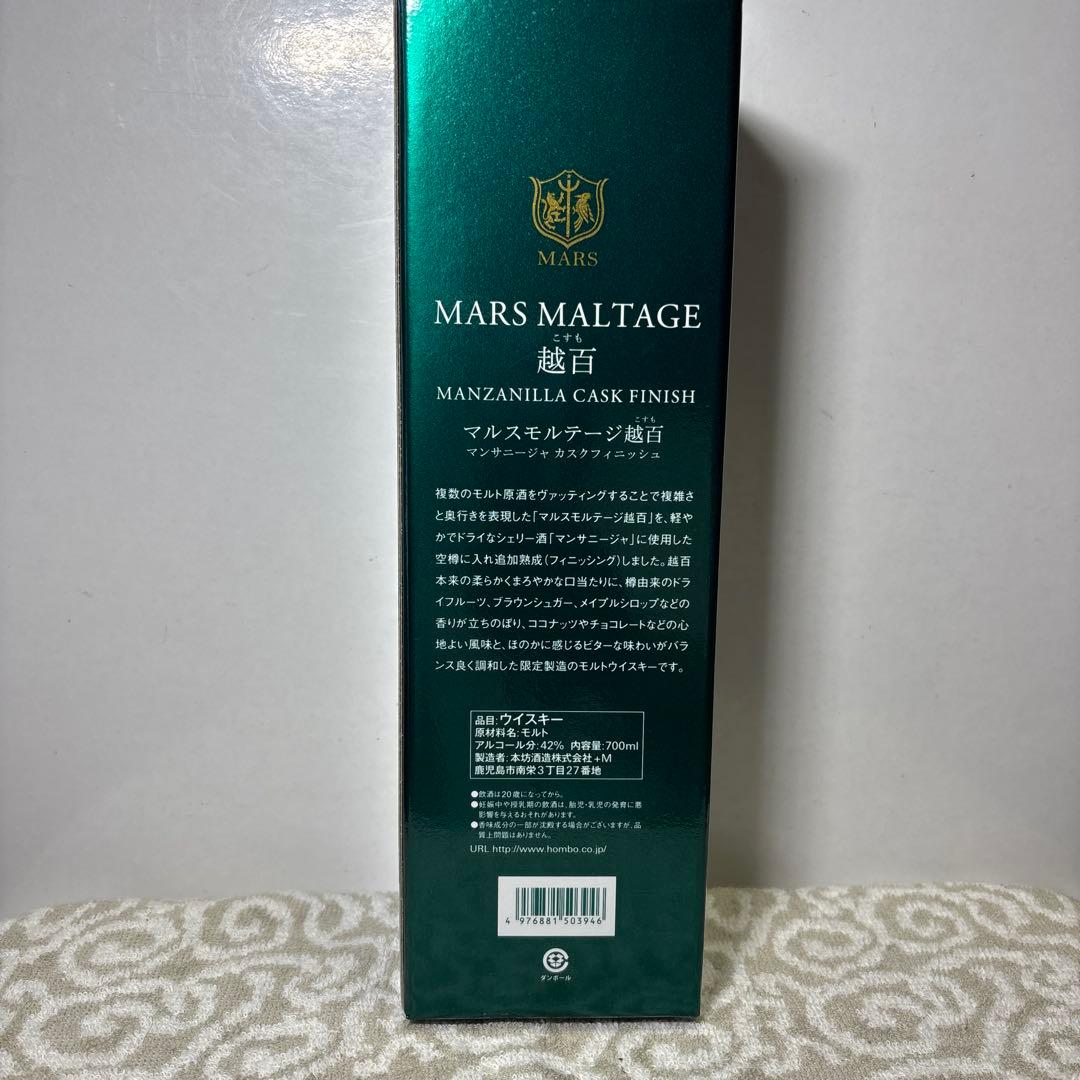 MARS
MARS MALTAGE
こすも
越百
MANZANILLA CASK FINISH
こすも
マルスモルテージ越百
マンサニージャ カスクフィニッシュ
複数のモルト原酒をヴァッティングすることで複雑さ
と奥行きを表現した「マルスモルテージ越百」を、軽や
かでドライなシェリー酒「マンサニージャ」に使用した
空樽に入れ追加熟成(フィニッシング)しました。越百
本来の柔らかくまろやかな口当たりに、樽由来のドラ
イフルーツ、ブラウンシュガー、メイプルシロップなどの
香りが立ちのぼり、ココナッツやチョコレートなどの心
地よい風味と、ほのかに感じるビターな味わいがバラ
ンス良く調和した限定製造のモルトウイスキーです。
品目:ウイスキー
原材料名:モルト
アルコール分:42% 内容量:700ml
製造者:本坊酒造株式会社+M
鹿児島市南栄3丁目27番地
●飲酒は20歳になってから。
●妊娠中や授乳期の飲酒は、胎児・乳児の発育に悪
影響を与えるおそれがあります。
●香味成分の一部が沈殿する場合がございますが、品
質上問題はありません。
URL http://www.hombo.co.jp/
4 976881 503946
ダンボール